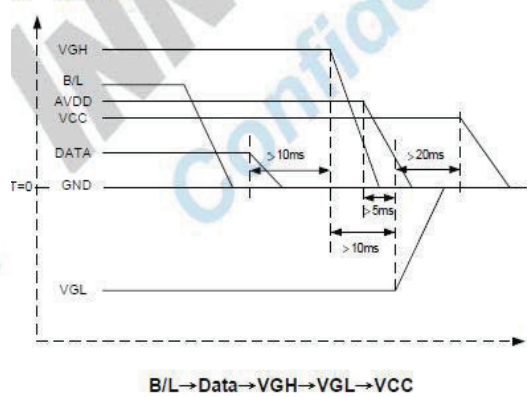 VGH
B/L
AVDD
VCC
DATA
>10ms
>20ms
T=0
GND
>5ms
>10ms
VGL
B/L→Data→VGH→VGL→VCC